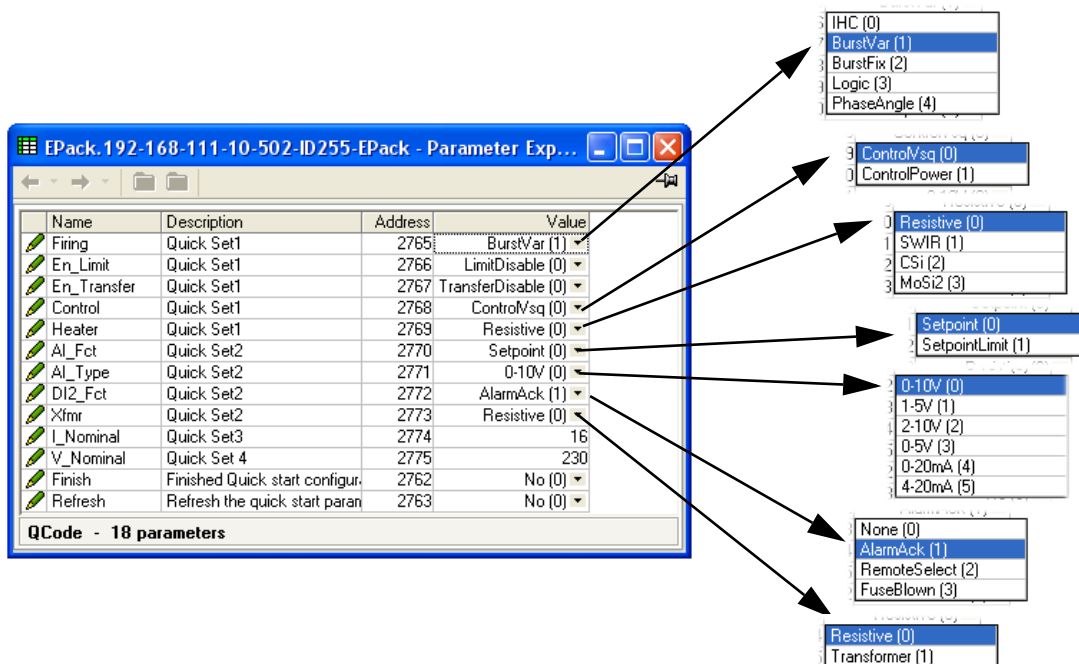 EPack.192-168-111-10-502-ID255-EPack - Parameter Exp...
Name Description Address Value
Firing Quick Set1 2765 BurstVar (1)
En_Limit Quick Set1 2766 LimitDisable (0)
En_Transfer Quick Set1 2767 TransferDisable (0)
Control Quick Set1 2768 ControlVsq (0)
Heater Quick Set1 2769 Resistive (0)
AI_Fct Quick Set2 2770 Setpoint (0)
AI_Type Quick Set2 2771 0-10V (0)
DI2_Fct Quick Set2 2772 AlarmAck (1)
Xfmr Quick Set2 2773 Resistive (0)
I_Nominal Quick Set3 2774 16
V_Nominal Quick Set 4 2775 230
Finish Finished Quick start configur 2762 No (0)
Refresh Refresh the quick start param 2763 No (0)
QCode - 18 parameters
IHC (0)
BurstVar (1)
BurstFix (2)
Logic (3)
PhaseAngle (4)
ControlVsq (0)
ControlPower (1)
Resistive (0)
SWIR (1)
CSi (2)
MoSi2 (3)
Setpoint (0)
SetpointLimit (1)
0-10V (0)
1-5V (1)
2-10V (2)
0-5V (3)
0-20mA (4)
4-20mA (5)
None (0)
AlarmAck (1)
RemoteSelect (2)
FuseBlown (3)
Resistive (0)
Transformer (1)